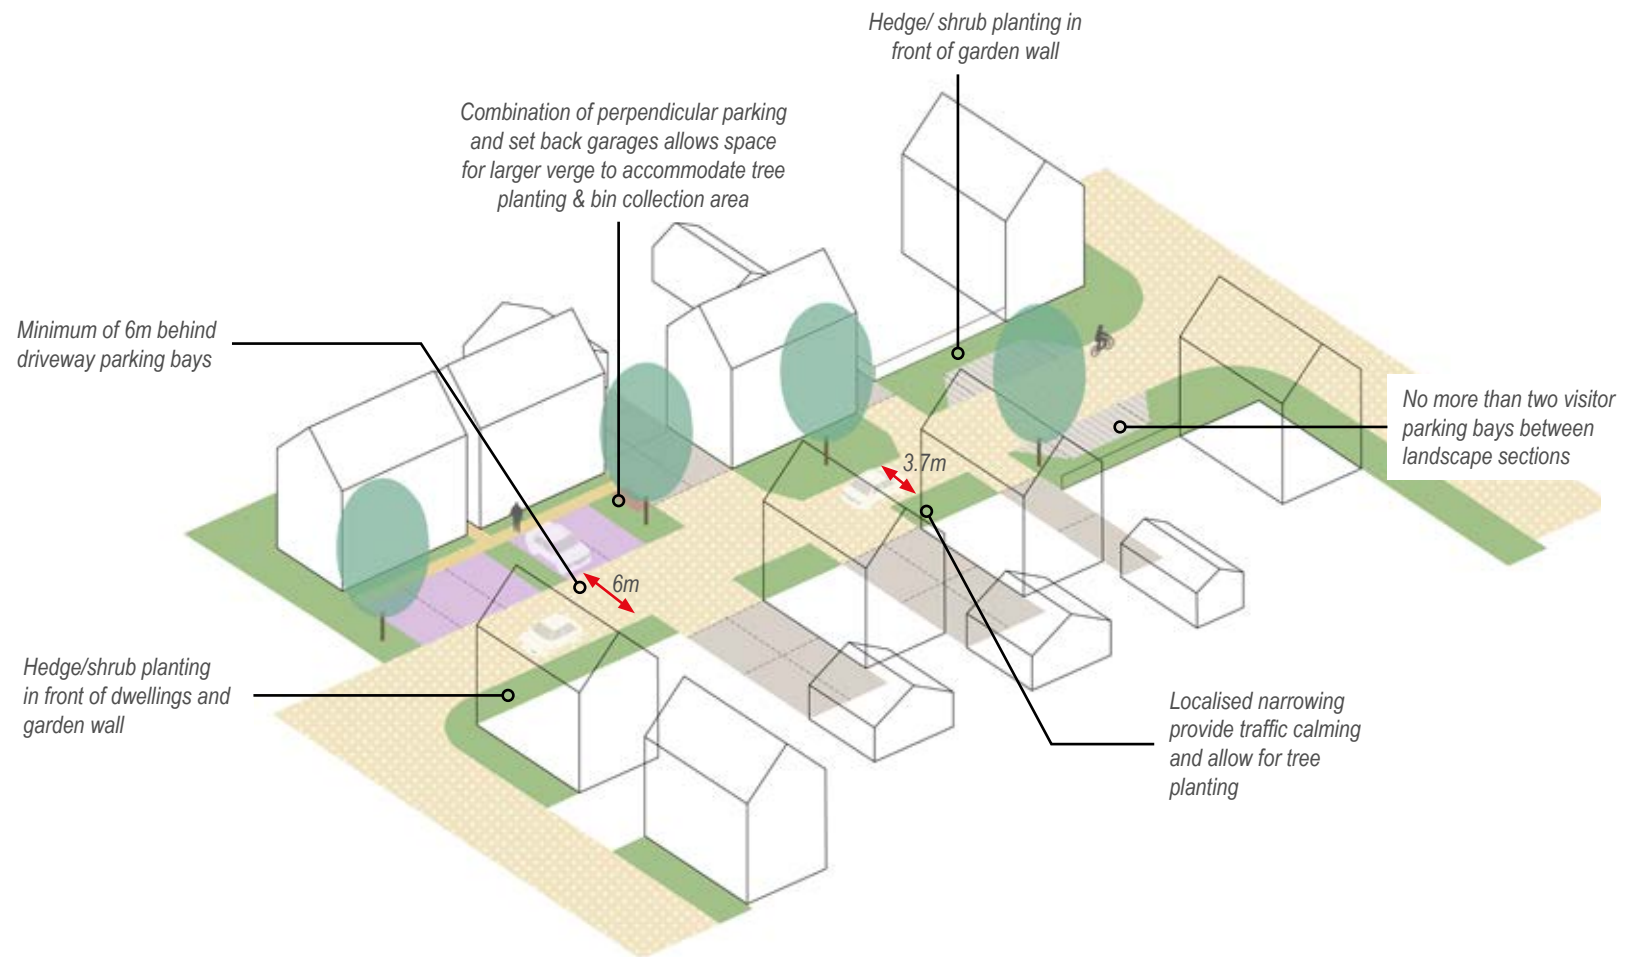 Hedge/ shrub planting in
front of garden wall
Combination of perpendicular parking
and set back garages allows space
for larger verge to accommodate tree
planting & bin collection area
Minimum of 6m behind
driveway parking bays
No more than two visitor
parking bays between
landscape sections
3.7m
6m
Hedge/shrub planting
in front of dwellings and
garden wall
Localised narrowing
provide traffic calming
and allow for tree
planting